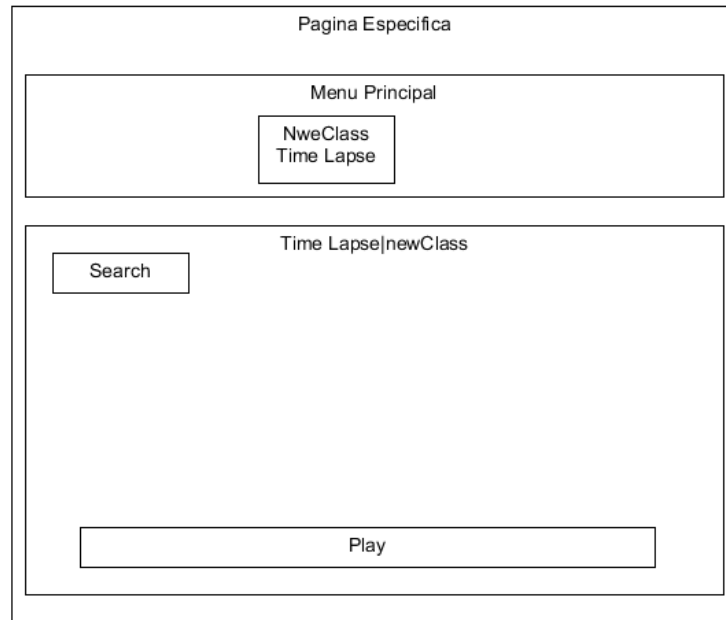 Pagina Especifica
Menu Principal
NweClass
Time Lapse
Time Lapse|newClass
Search
Play